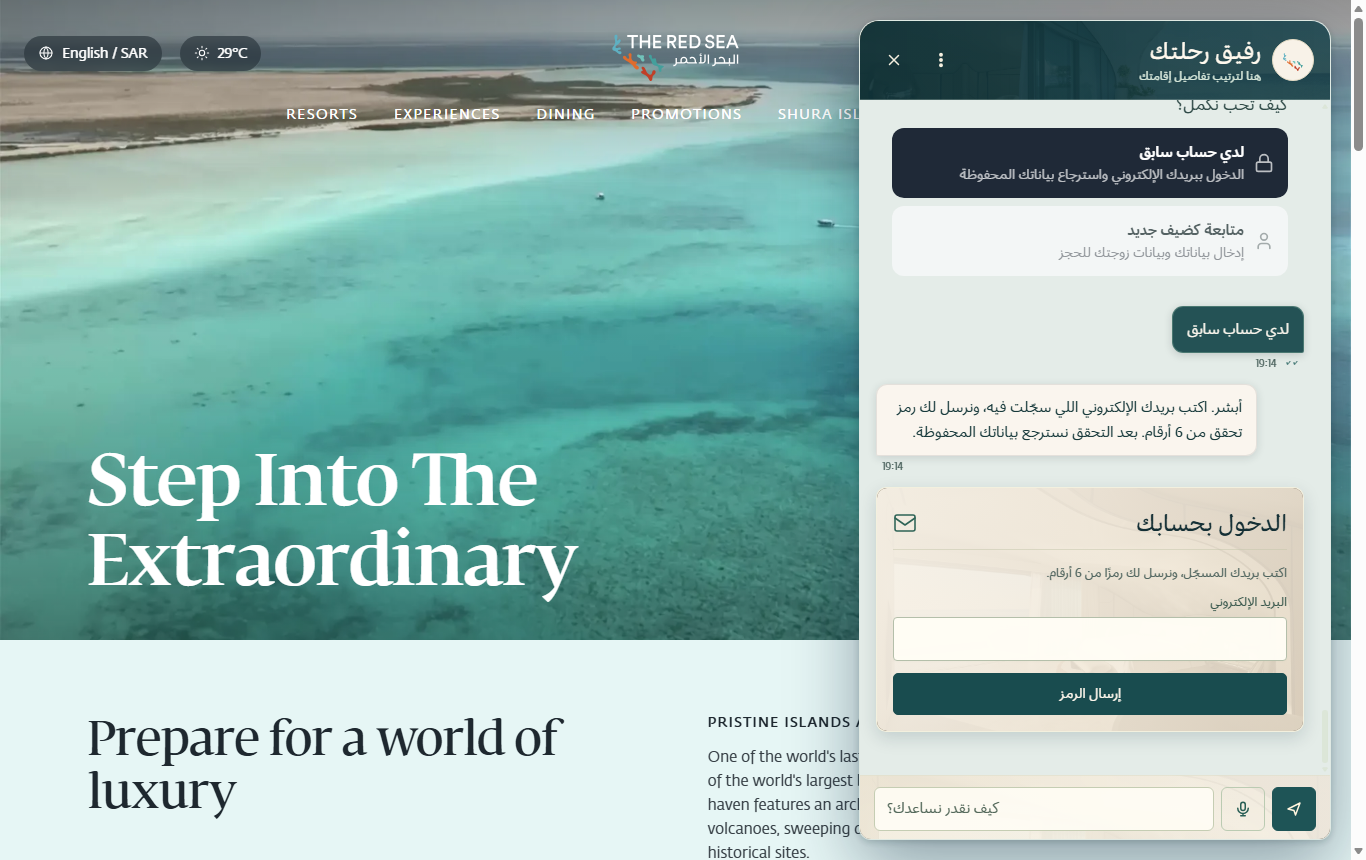 English / SAR
29°C
THE RED SEA
البحر الأحمر
RESORTS
EXPERIENCES
DINING
PROMOTIONS
SHURA ISL
Step Into The
Extraordinary
Prepare for a world of
luxury
PRISTINE ISLANDS
One of the world's las
of the world's largest
haven features an arc
volcanoes, sweeping
historical sites.
رفيق رحلتك
هنا لترتيب تفاصيل إقامتك
كيف تحب نكمل؟
لدي حساب سابق
الدخول ببريدك الإلكتروني واسترجاع بياناتك المحفوظة
متابعة كضيف جديد
إدخال بياناتك وبيانات زوجتك للحجز
لدي حساب سابق
19:14
أبشر. اكتب بريدك الإلكتروني اللي سجّلت فيه، ونرسل لك رمز
تحقق من 6 أرقام. بعد التحقق نسترجع بياناتك المحفوظة.
19:14
الدخول بحسابك
اكتب بريدك المسجّل، ونرسل لك رمزًا من 6 أرقام.
البريد الإلكتروني
إرسال الرمز
كيف نقدر نساعدك؟